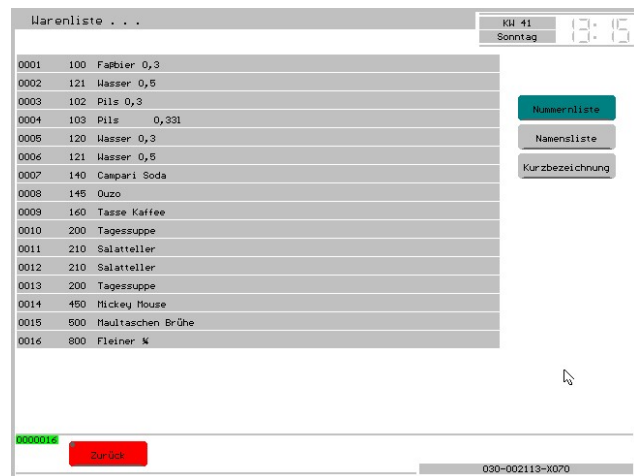 Warenliste . . .
KW 41
Sonntag
13:15
0001 100 Faßbier 0,3
0002 121 Wasser 0,5
0003 102 Pils 0,3
0004 103 Pils 0,33l
0005 120 Wasser 0,3
0006 121 Wasser 0,5
0007 140 Campari Soda
0008 145 Ouzo
0009 160 Tasse Kaffee
0010 200 Tagessuppe
0011 210 Salatteller
0012 210 Salatteller
0013 200 Tagessuppe
0014 450 Mickey Mouse
0015 500 Maultaschen Brühe
0016 800 Fleiner ¼
Nummernliste
Namensliste
Kurzbezeichnung
0000016
Zurück
030-002113-X070